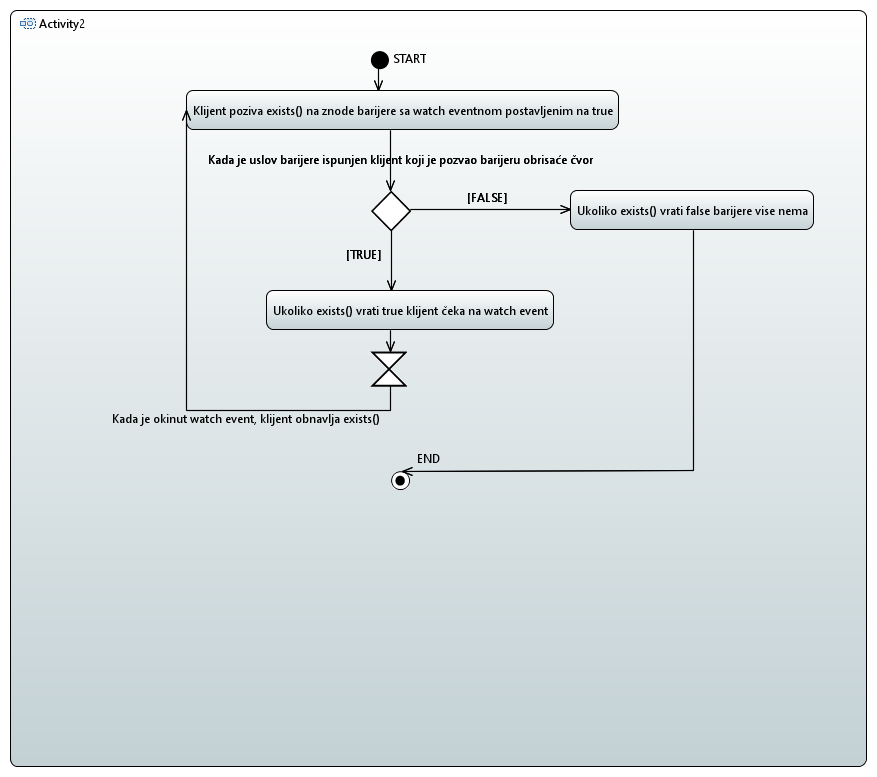 Activity2
START
Klijent poziva exists() na znode barijere sa watch eventnom postavljenim na true
Kada je uslov barijere ispunjen klijent koji je pozvao barijeru obrisaće čvor
[FALSE]
Ukoliko exists() vrati false barijere vise nema
[TRUE]
Ukoliko exists() vrati true klijent čeka na watch event
Kada je okinut watch event, klijent obnavlja exists()
END